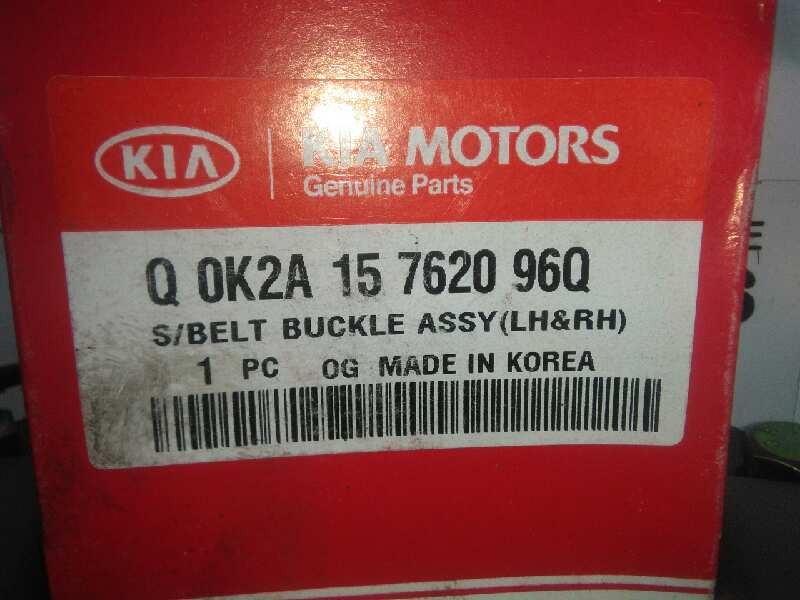 KIA
KIA MOTORS
Genuine Parts
Q 0K2A 15 7620 96Q
S/BELT BUCKLE ASSY(LH&RH)
1 PC OG MADE IN KOREA